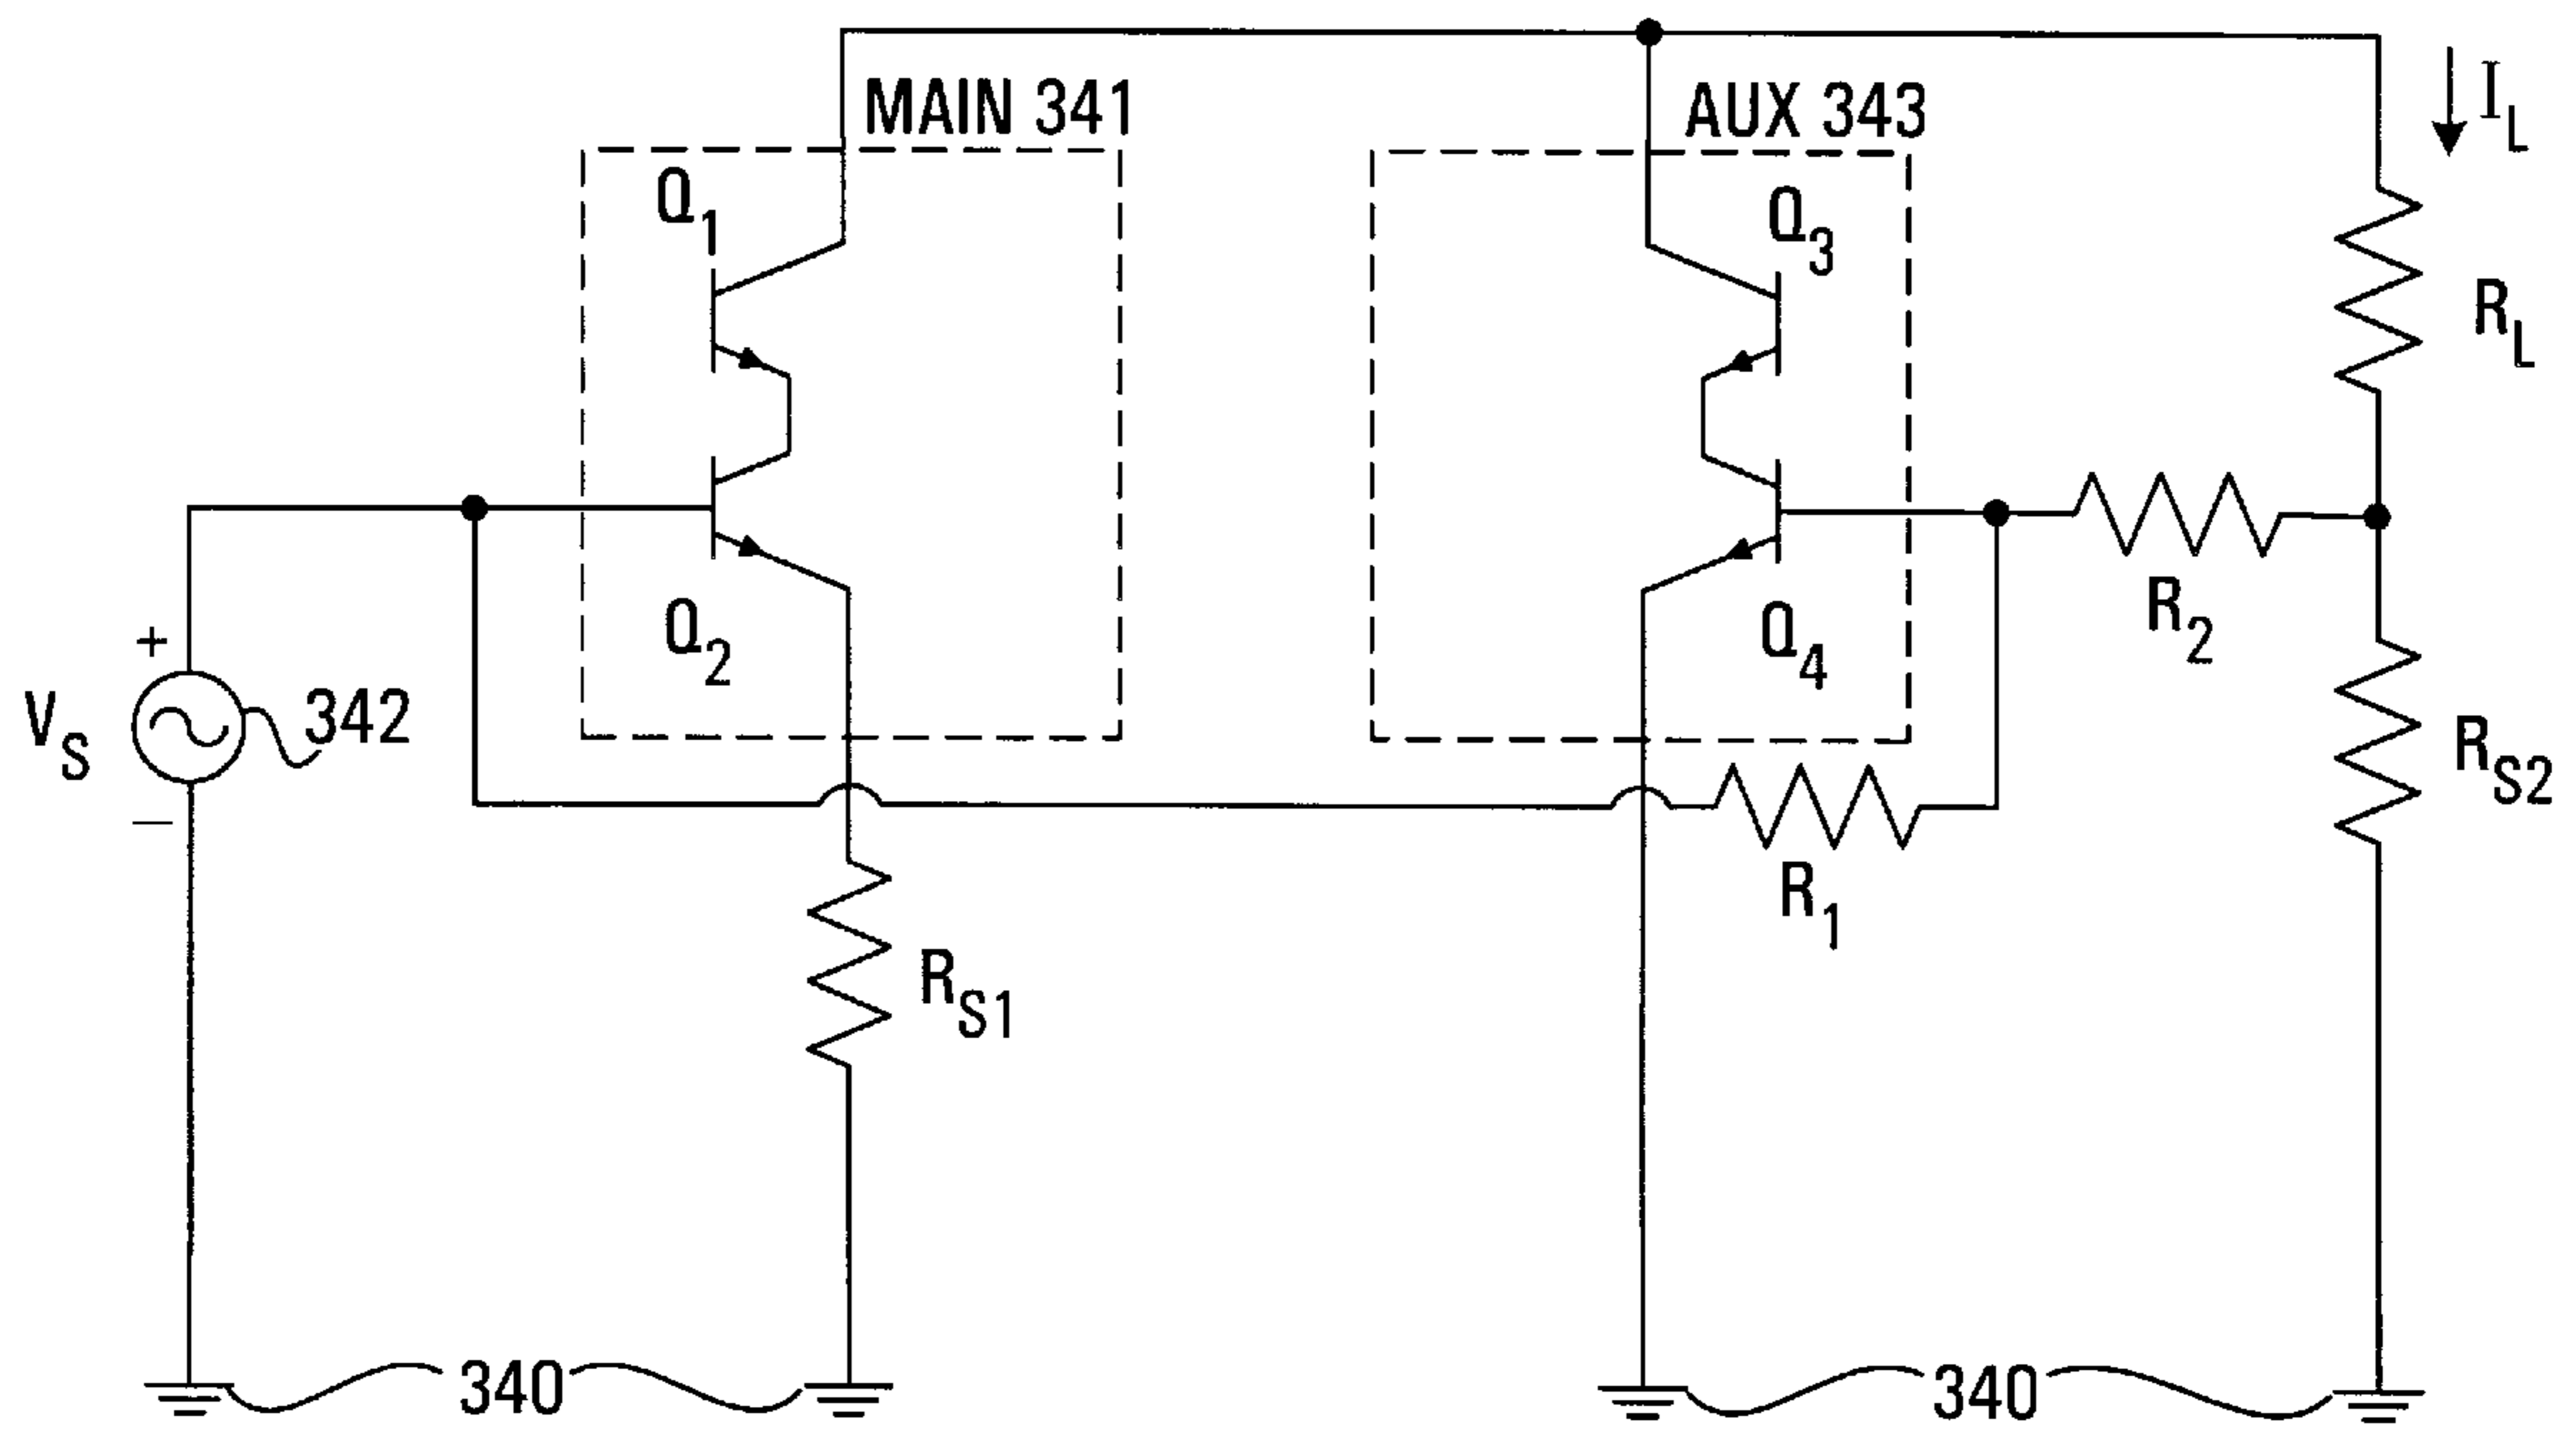 MAIN 341
AUX 343
I_L
Q_1
Q_3
R_L
Q_2
Q_4
R_2
+
V_S
342
R_S2
−
R_1
R_S1
340
340